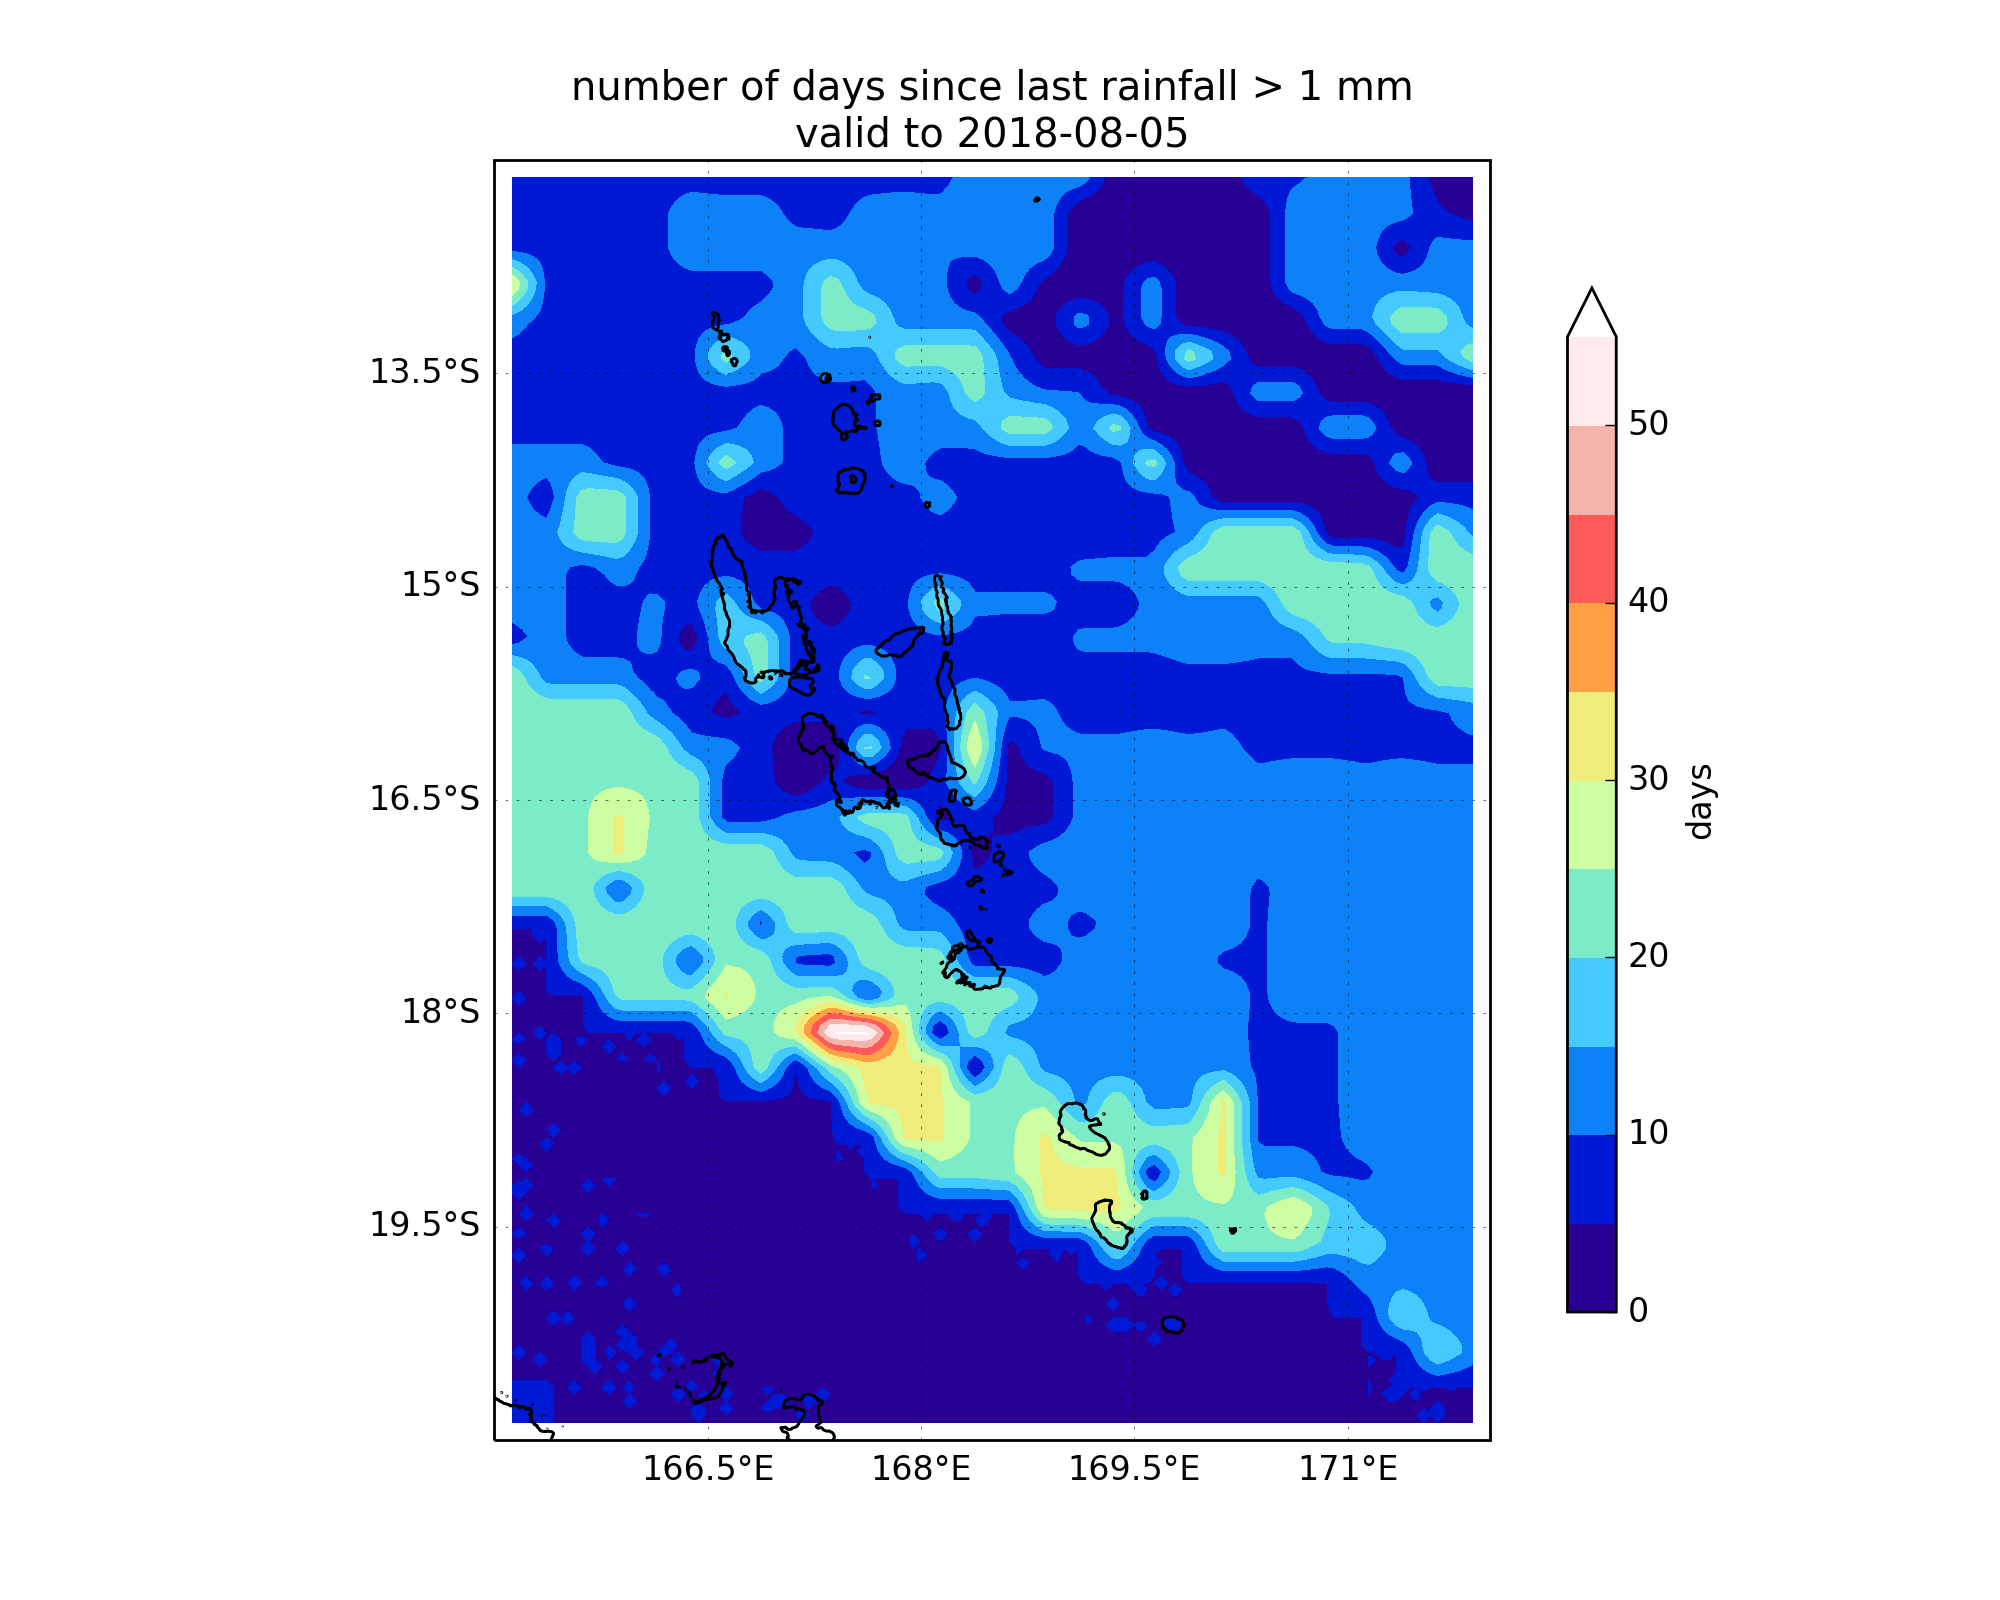 number of days since last rainfall > 1 mm
valid to 2018-08-05
13.5°S
15°S
16.5°S
18°S
19.5°S
166.5°E
168°E
169.5°E
171°E
50
40
30
20
10
0
days